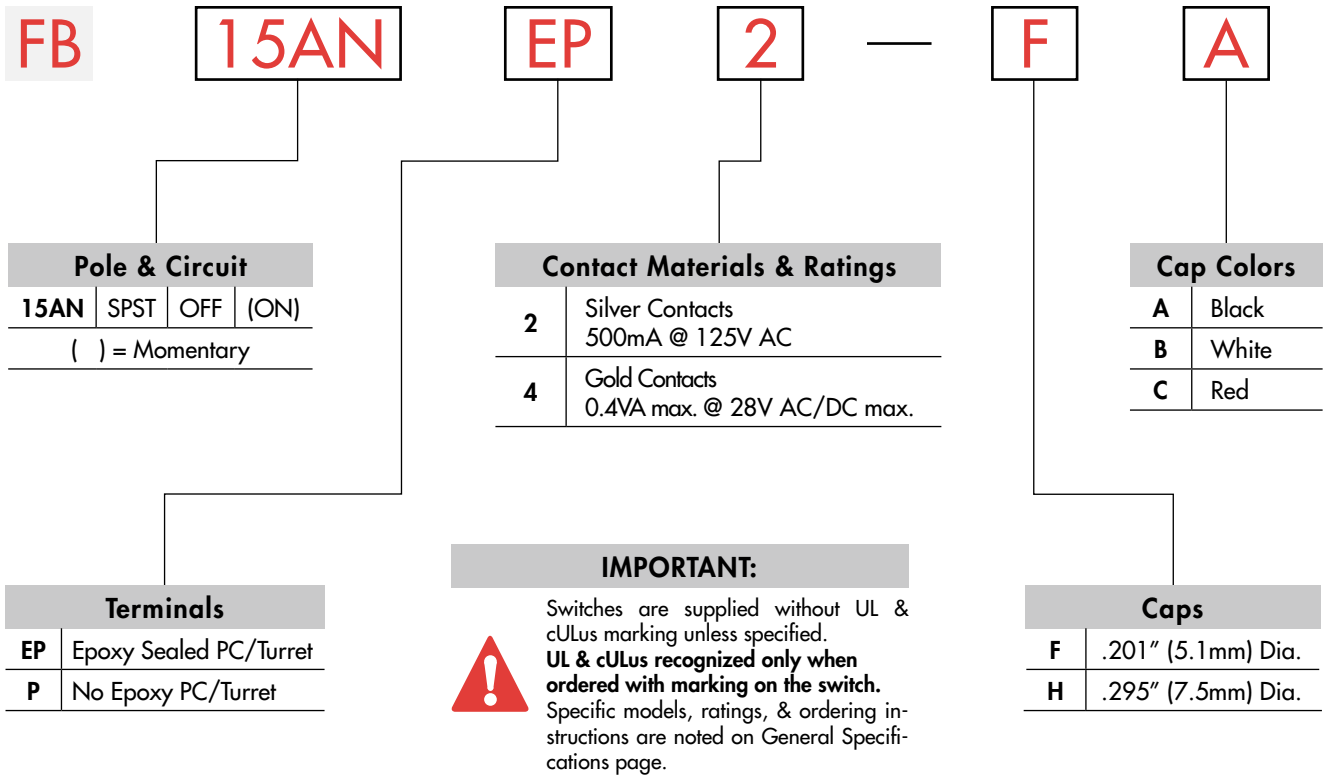 FB 15AN EP 2 — F A
Pole & Circuit
15AN SPST OFF (ON)
( ) = Momentary
Contact Materials & Ratings
2 Silver Contacts
500mA @ 125V AC
4 Gold Contacts
0.4VA max. @ 28V AC/DC max.
Cap Colors
A Black
B White
C Red
Terminals
EP Epoxy Sealed PC/Turret
P No Epoxy PC/Turret
IMPORTANT:
Switches are supplied without UL &
cULus marking unless specified.
UL & cULus recognized only when
ordered with marking on the switch.
Specific models, ratings, & ordering in-
structions are noted on General Specifi-
cations page.
Caps
F .201" (5.1mm) Dia.
H .295" (7.5mm) Dia.